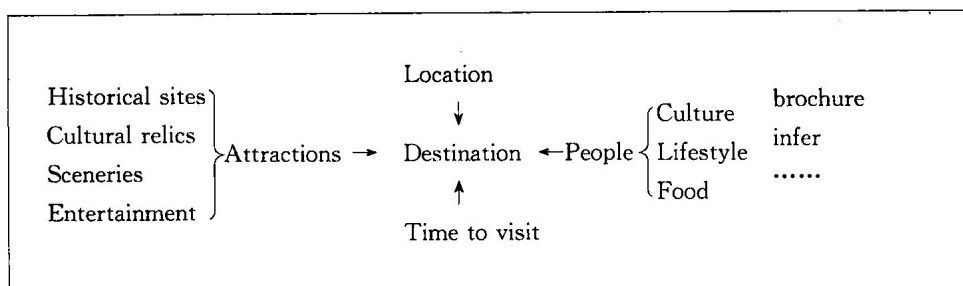 Location
Historical sites
Cultural relics
Sceneries
Entertainment
Attractions → Destination ← People
Culture
Lifestyle
Food
brochure
infer
......
Time to visit